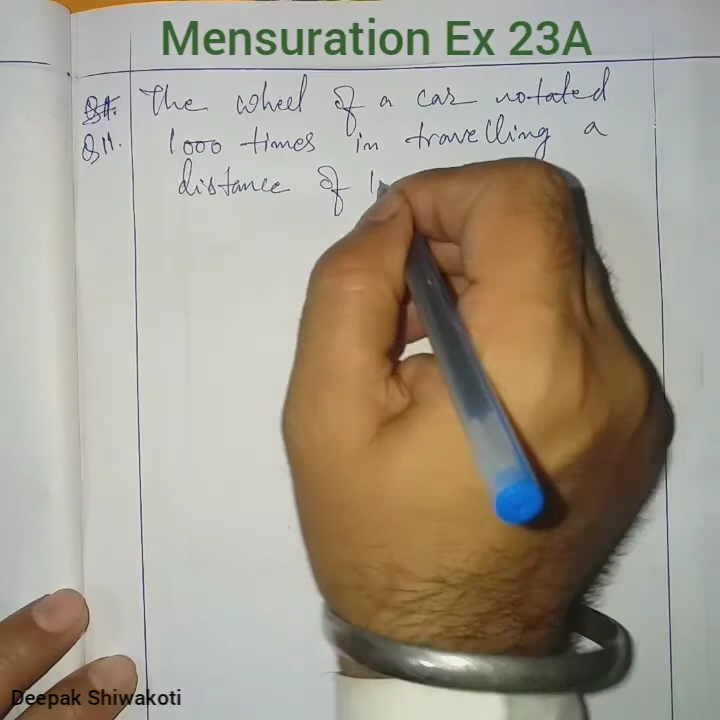 Mensuration Ex 23A
Q11. The wheel of a car rotated
1000 times in travelling a
distance of
Deepak Shiwakoti